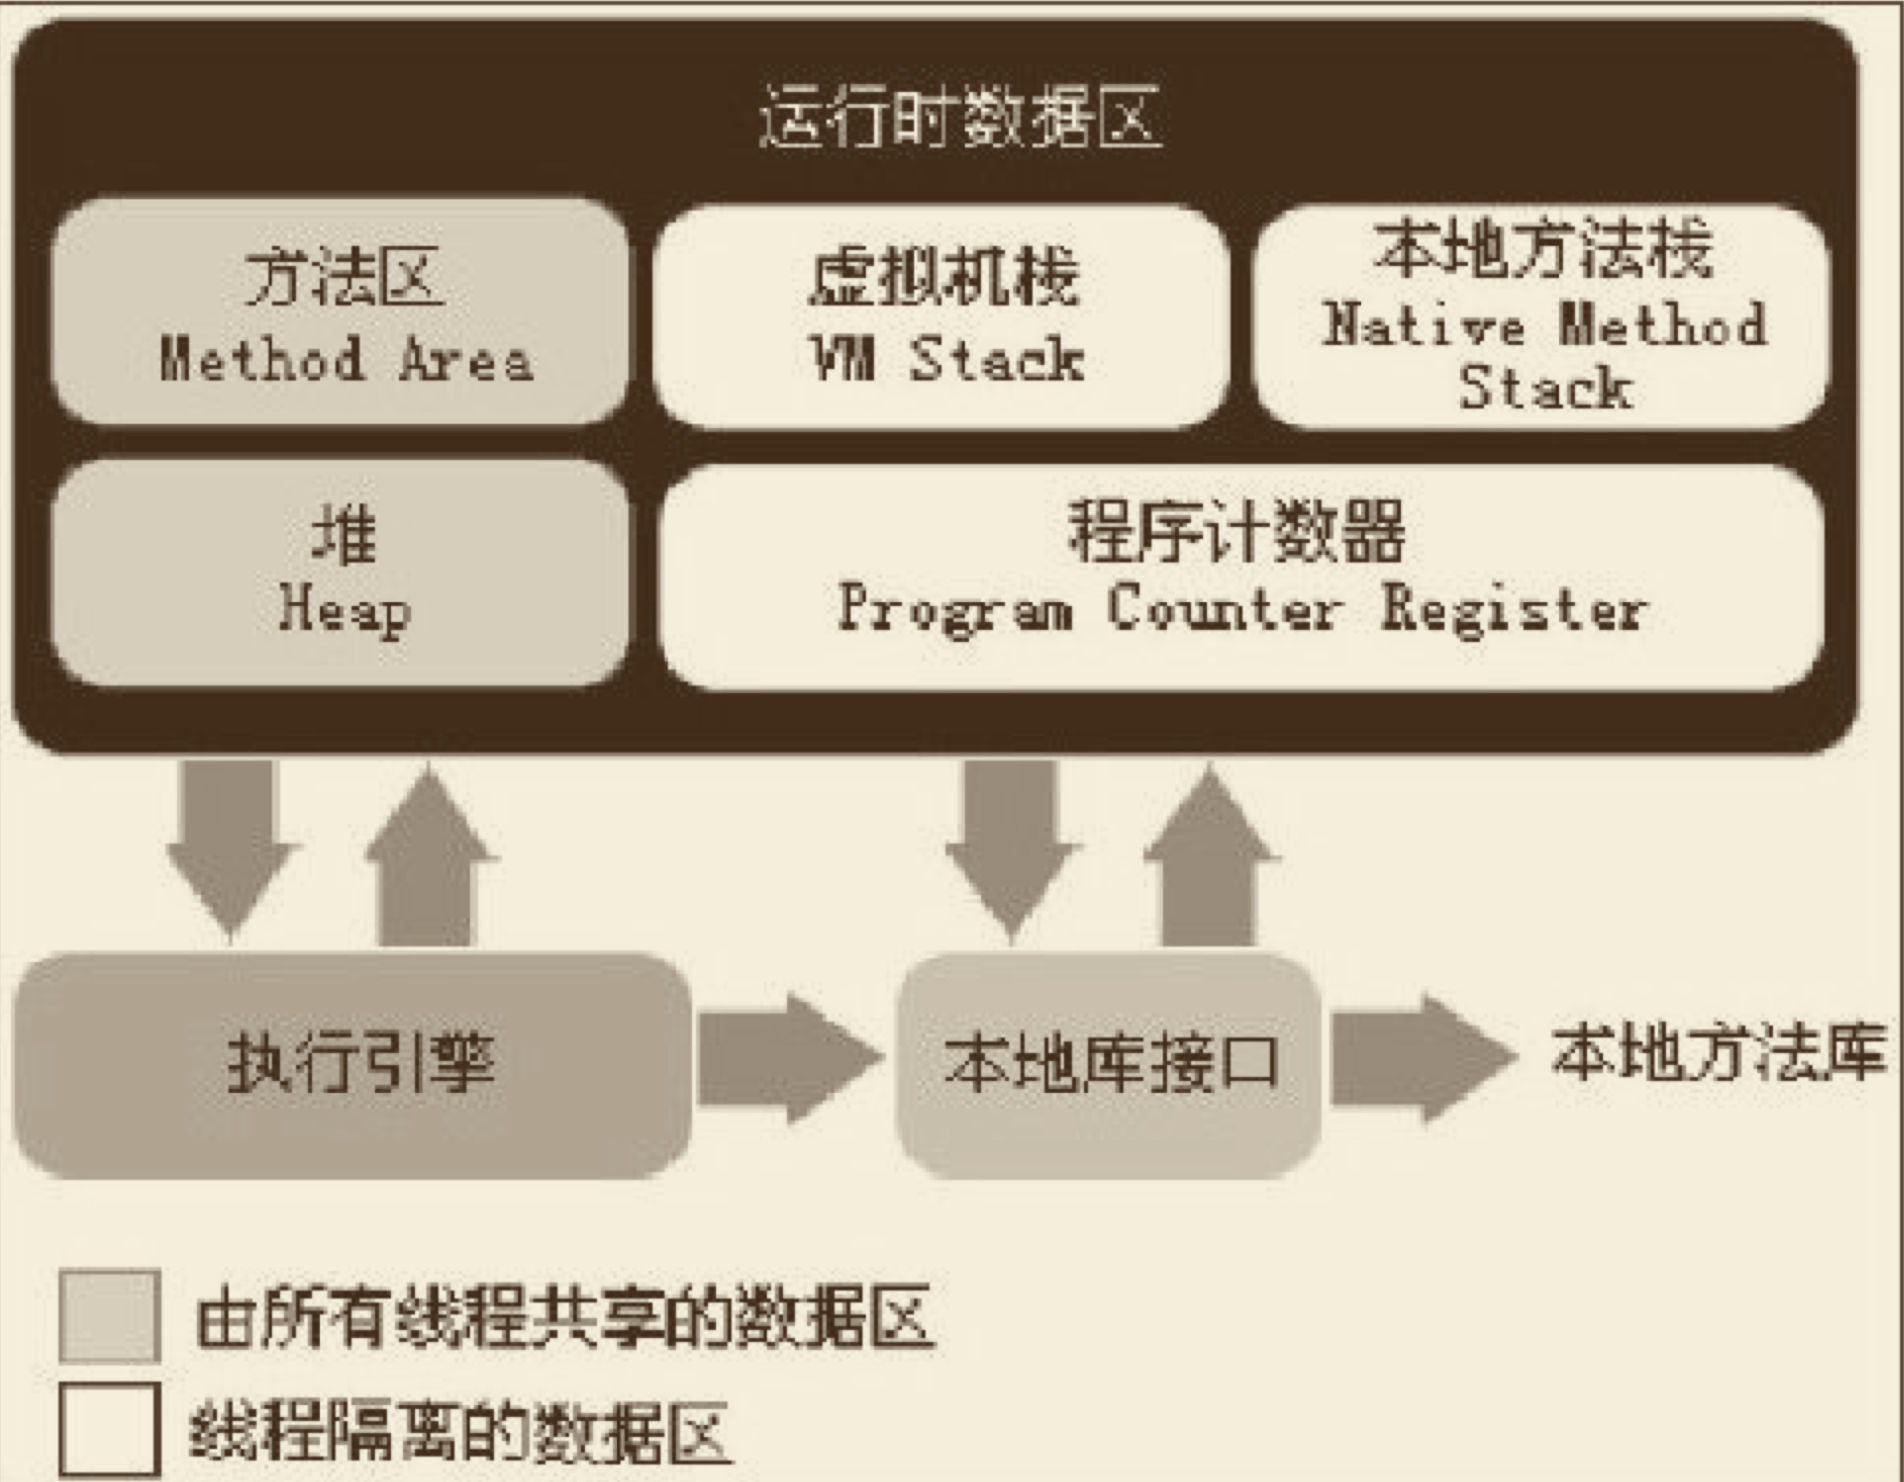 运行时数据区
方法区
Method Area
虚拟机栈
VM Stack
本地方法栈
Native Method
Stack
堆
Heap
程序计数器
Program Counter Register
执行引擎
本地库接口
本地方法库
由所有线程共享的数据区
线程隔离的数据区